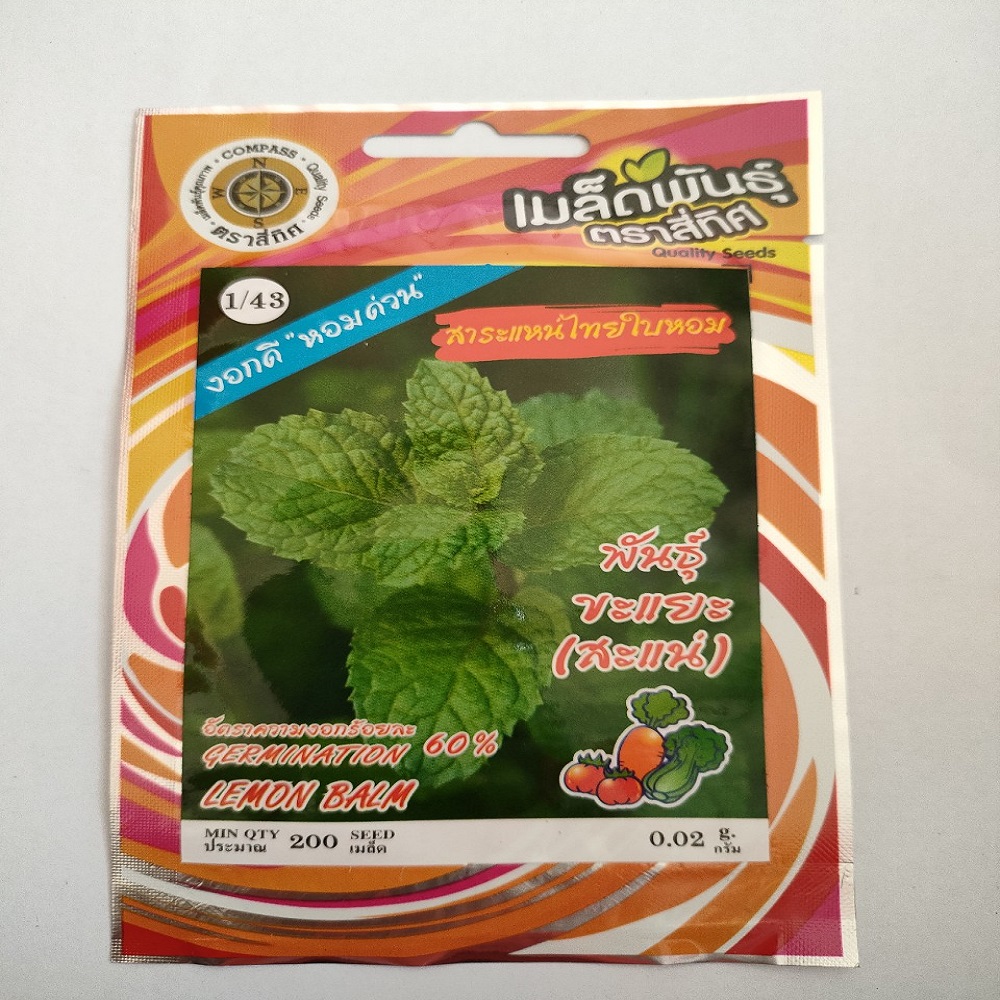 COMPASS
Quality Seeds
N
W
E
S
ตราสี่ทิศ
เมล็ดพันธุ์
ตราสี่ทิศ
Quality Seeds
1/43
งอกดี "หอมด่วน"
สาระแหน่ไทยใบหอม
พันธุ์
ขะแยะ
(สะแน่)
อัตราความงอกร้อยละ
GERMINATION 60%
LEMON BALM
MIN QTY 200 SEED 0.02 g.
ประมาณ เมล็ด กรัม